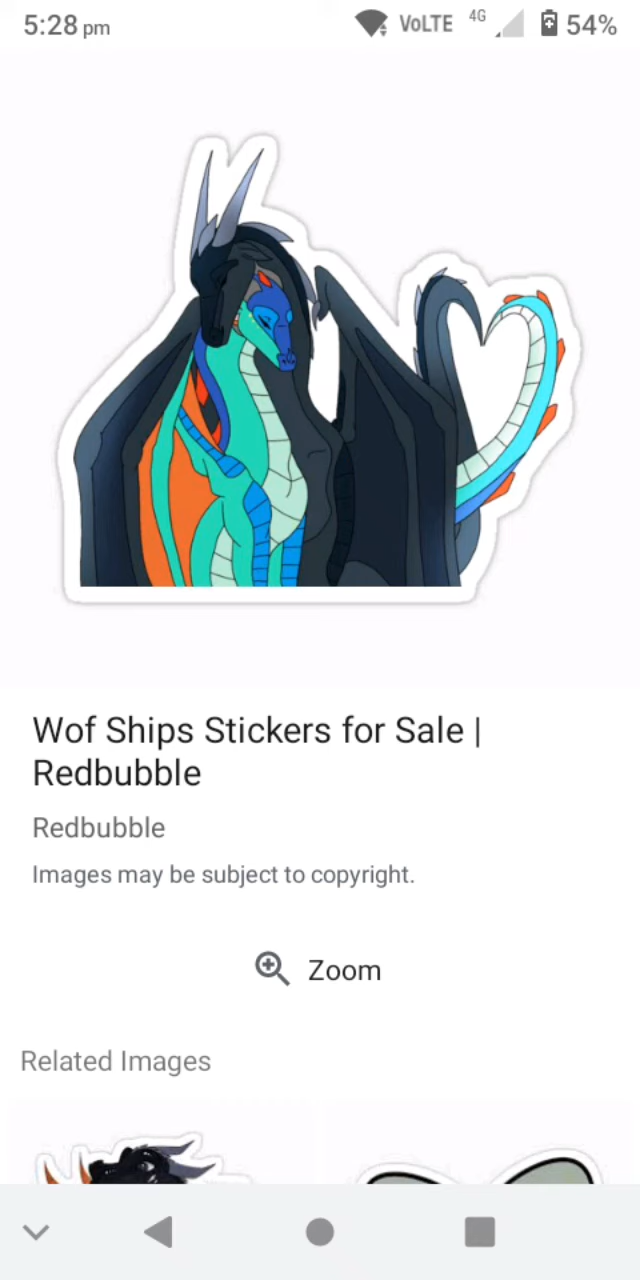 5:28 pm VoLTE 4G 54%
Wof Ships Stickers for Sale |
Redbubble
Redbubble
Images may be subject to copyright.
Zoom
Related Images